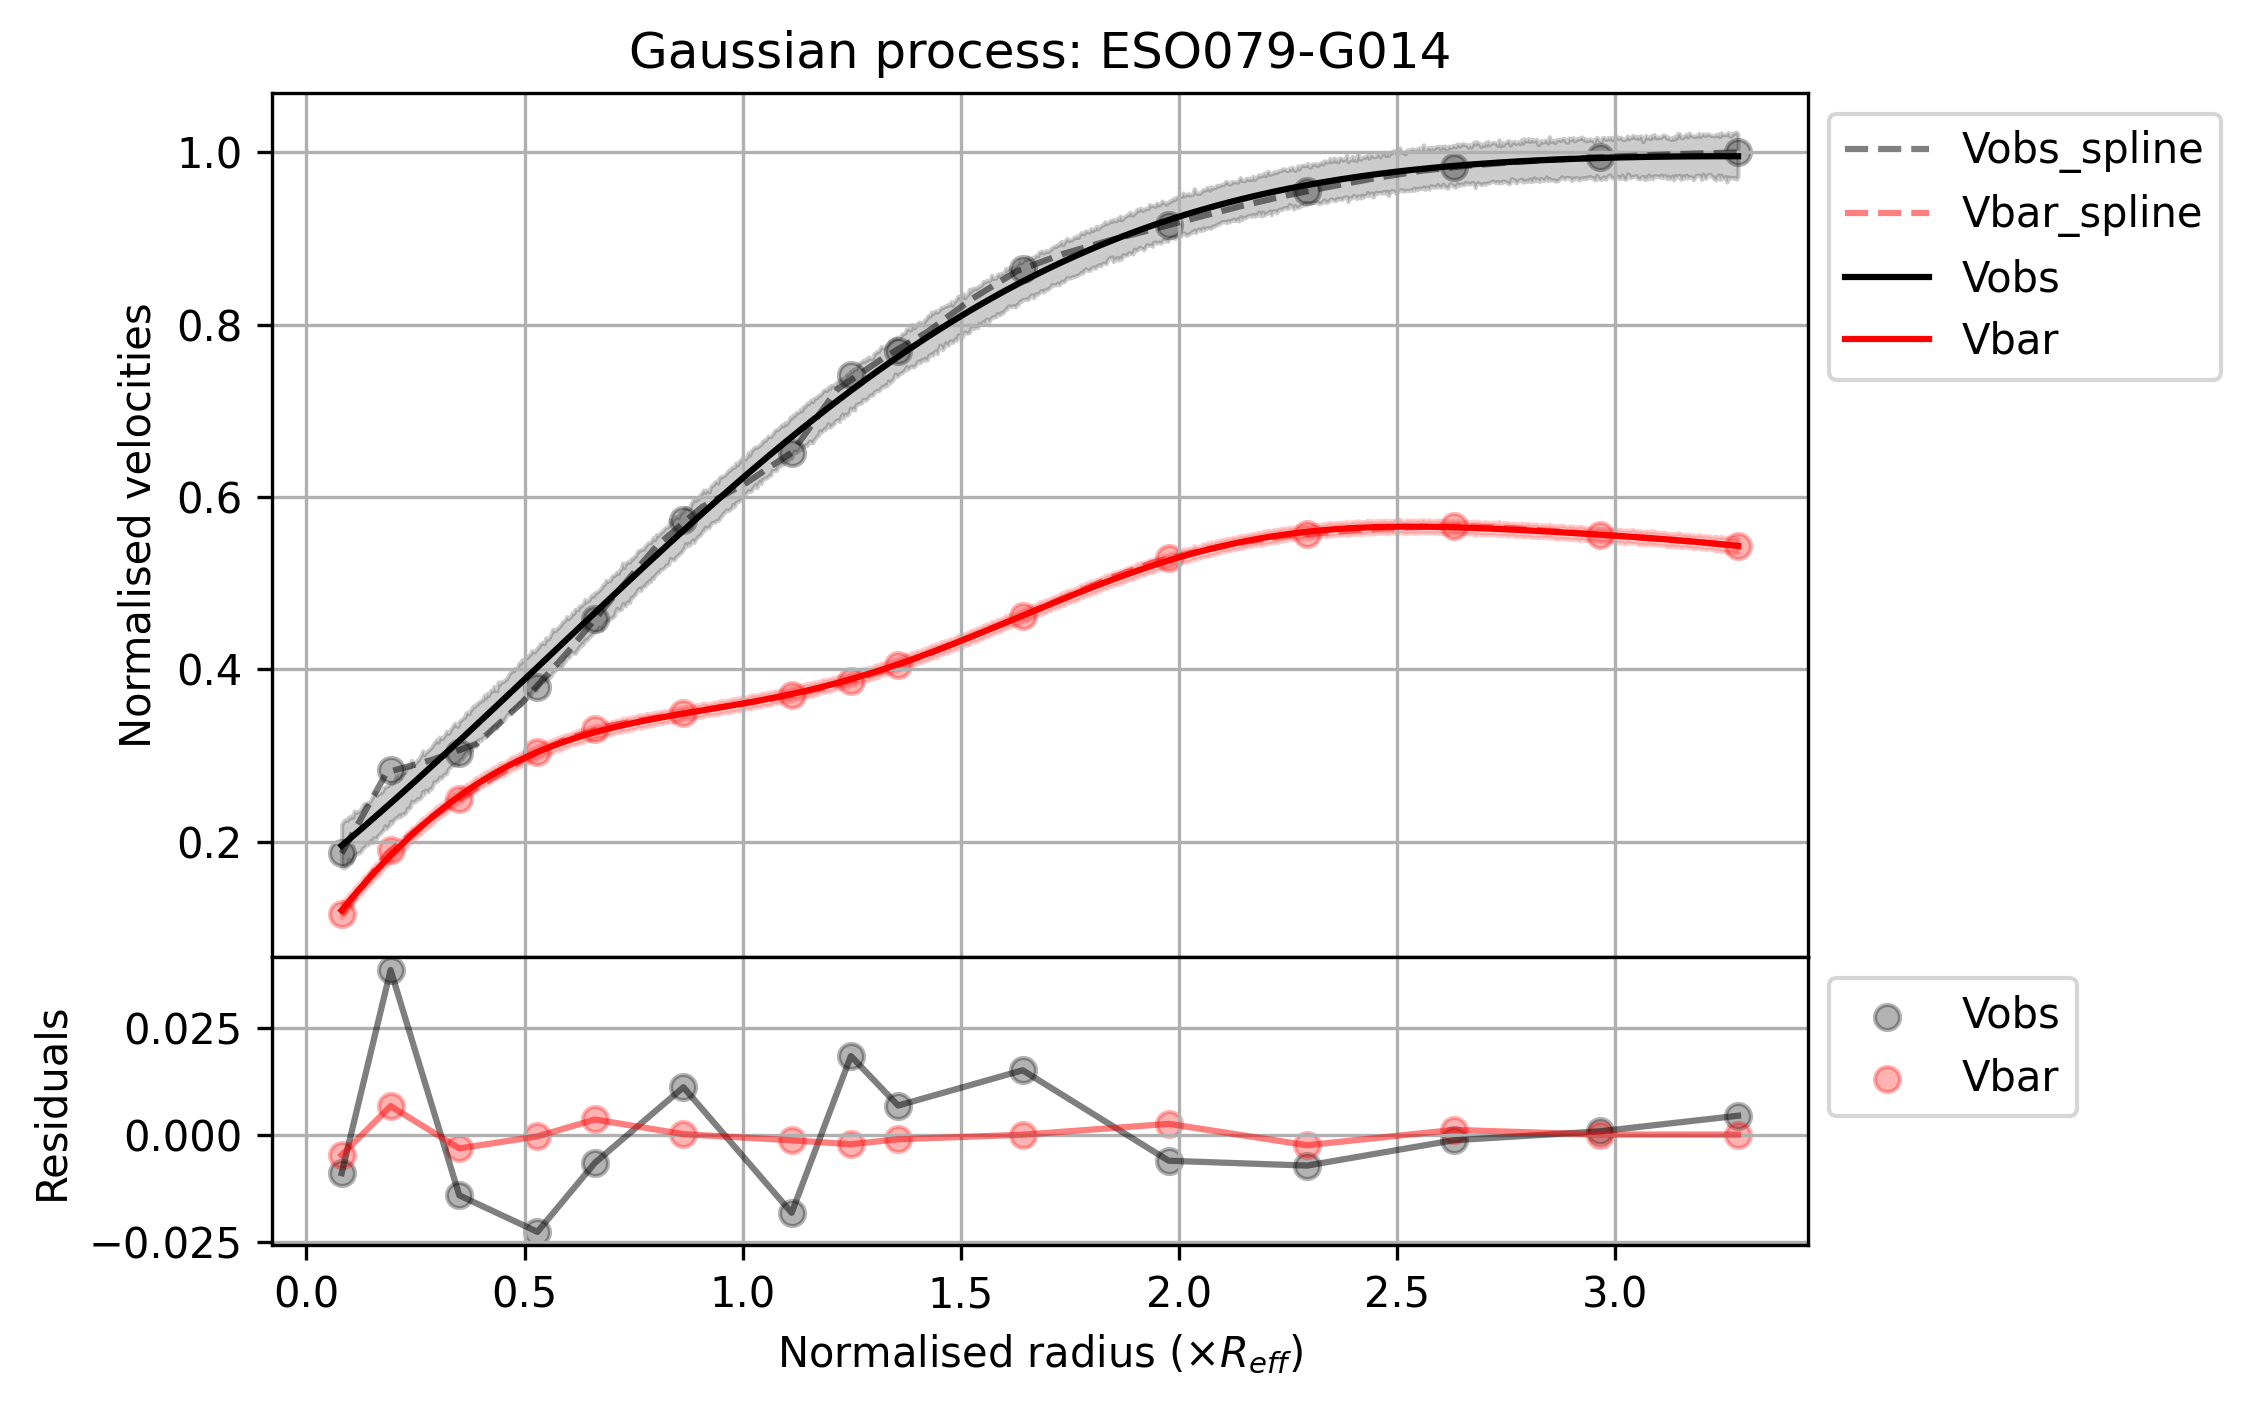 Gaussian process: ESO079-G014
Normalised velocities
1.0
0.8
0.6
0.4
0.2
Vobs_spline
Vbar_spline
Vobs
Vbar
Residuals
0.025
0.000
−0.025
Vobs
Vbar
0.0 0.5 1.0 1.5 2.0 2.5 3.0
Normalised radius (×R_eff)